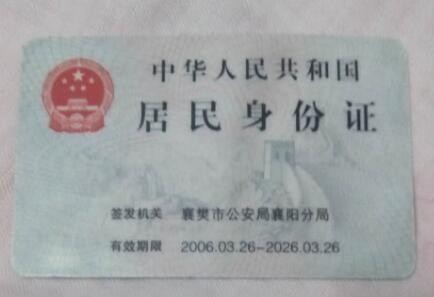 中华人民共和国
居民身份证
签发机关 襄樊市公安局襄阳分局
有效期限 2006.03.26-2026.03.26